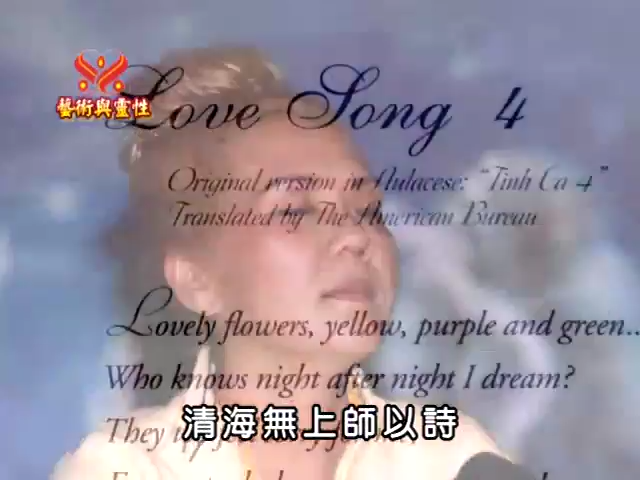 藝術與靈性
Love Song 4
Original version in Aulacese: "Tinh Ca 4"
Translated by The American Bureau
Lovely flowers, yellow, purple and green..
Who knows night after night I dream?
They
清海無上師以詩